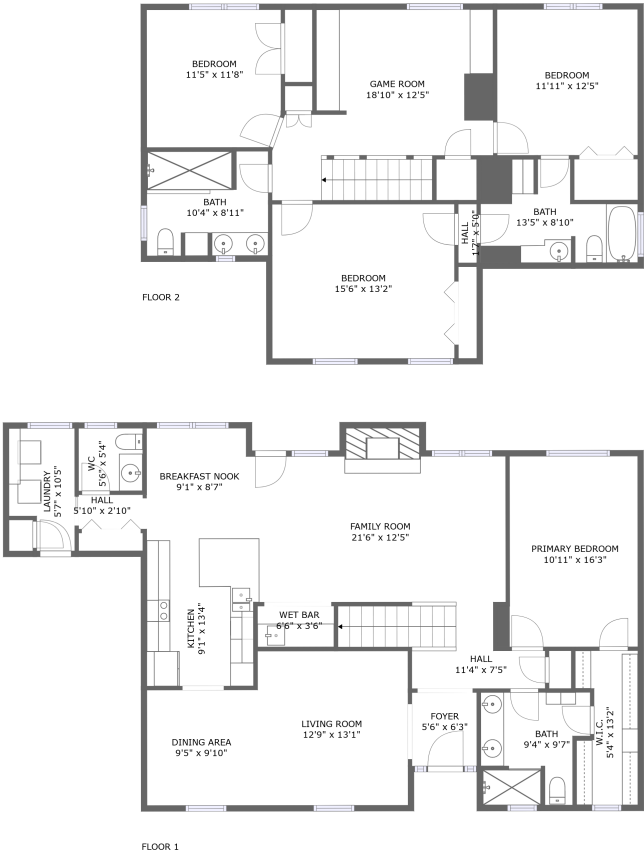 BEDROOM
11'5" x 11'8"
GAME ROOM
18'10" x 12'5"
BEDROOM
11'11" x 12'5"
BATH
10'4" x 8'11"
BATH
13'5" x 8'10"
HALL
1'7" x 5'0"
BEDROOM
15'6" x 13'2"
FLOOR 2
LAUNDRY
5'7" x 10'5"
WC
5'6" x 5'4"
HALL
5'10" x 2'10"
BREAKFAST NOOK
9'1" x 8'7"
FAMILY ROOM
21'6" x 12'5"
PRIMARY BEDROOM
10'11" x 16'3"
KITCHEN
9'1" x 13'4"
WET BAR
6'6" x 3'6"
HALL
11'4" x 7'5"
LIVING ROOM
12'9" x 13'1"
FOYER
5'6" x 6'3"
DINING AREA
9'5" x 9'10"
BATH
9'4" x 9'7"
W.I.C.
5'4" x 13'2"
FLOOR 1